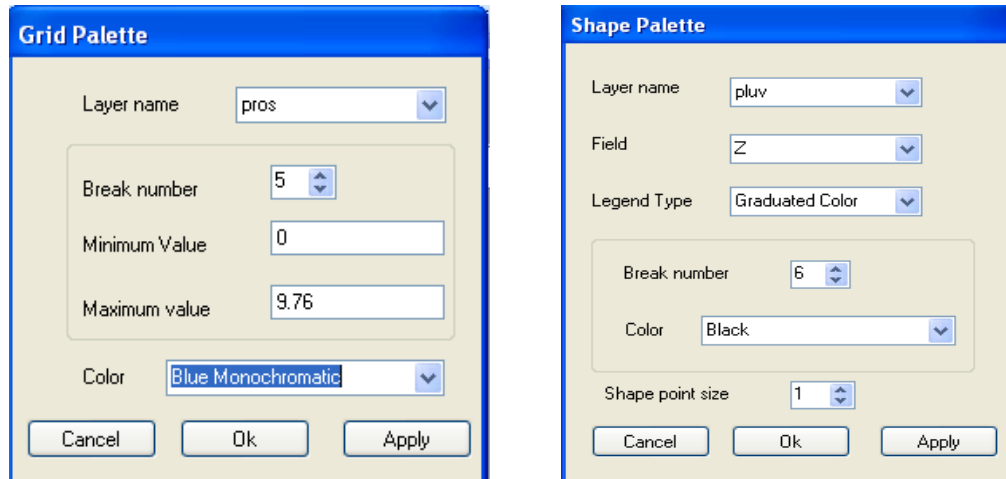 Grid Palette
Layer name pros
Break number 5
Minimum Value 0
Maximum value 9.76
Color Blue Monochromatic
Cancel Ok Apply
Shape Palette
Layer name pluv
Field Z
Legend Type Graduated Color
Break number 6
Color Black
Shape point size 1
Cancel Ok Apply